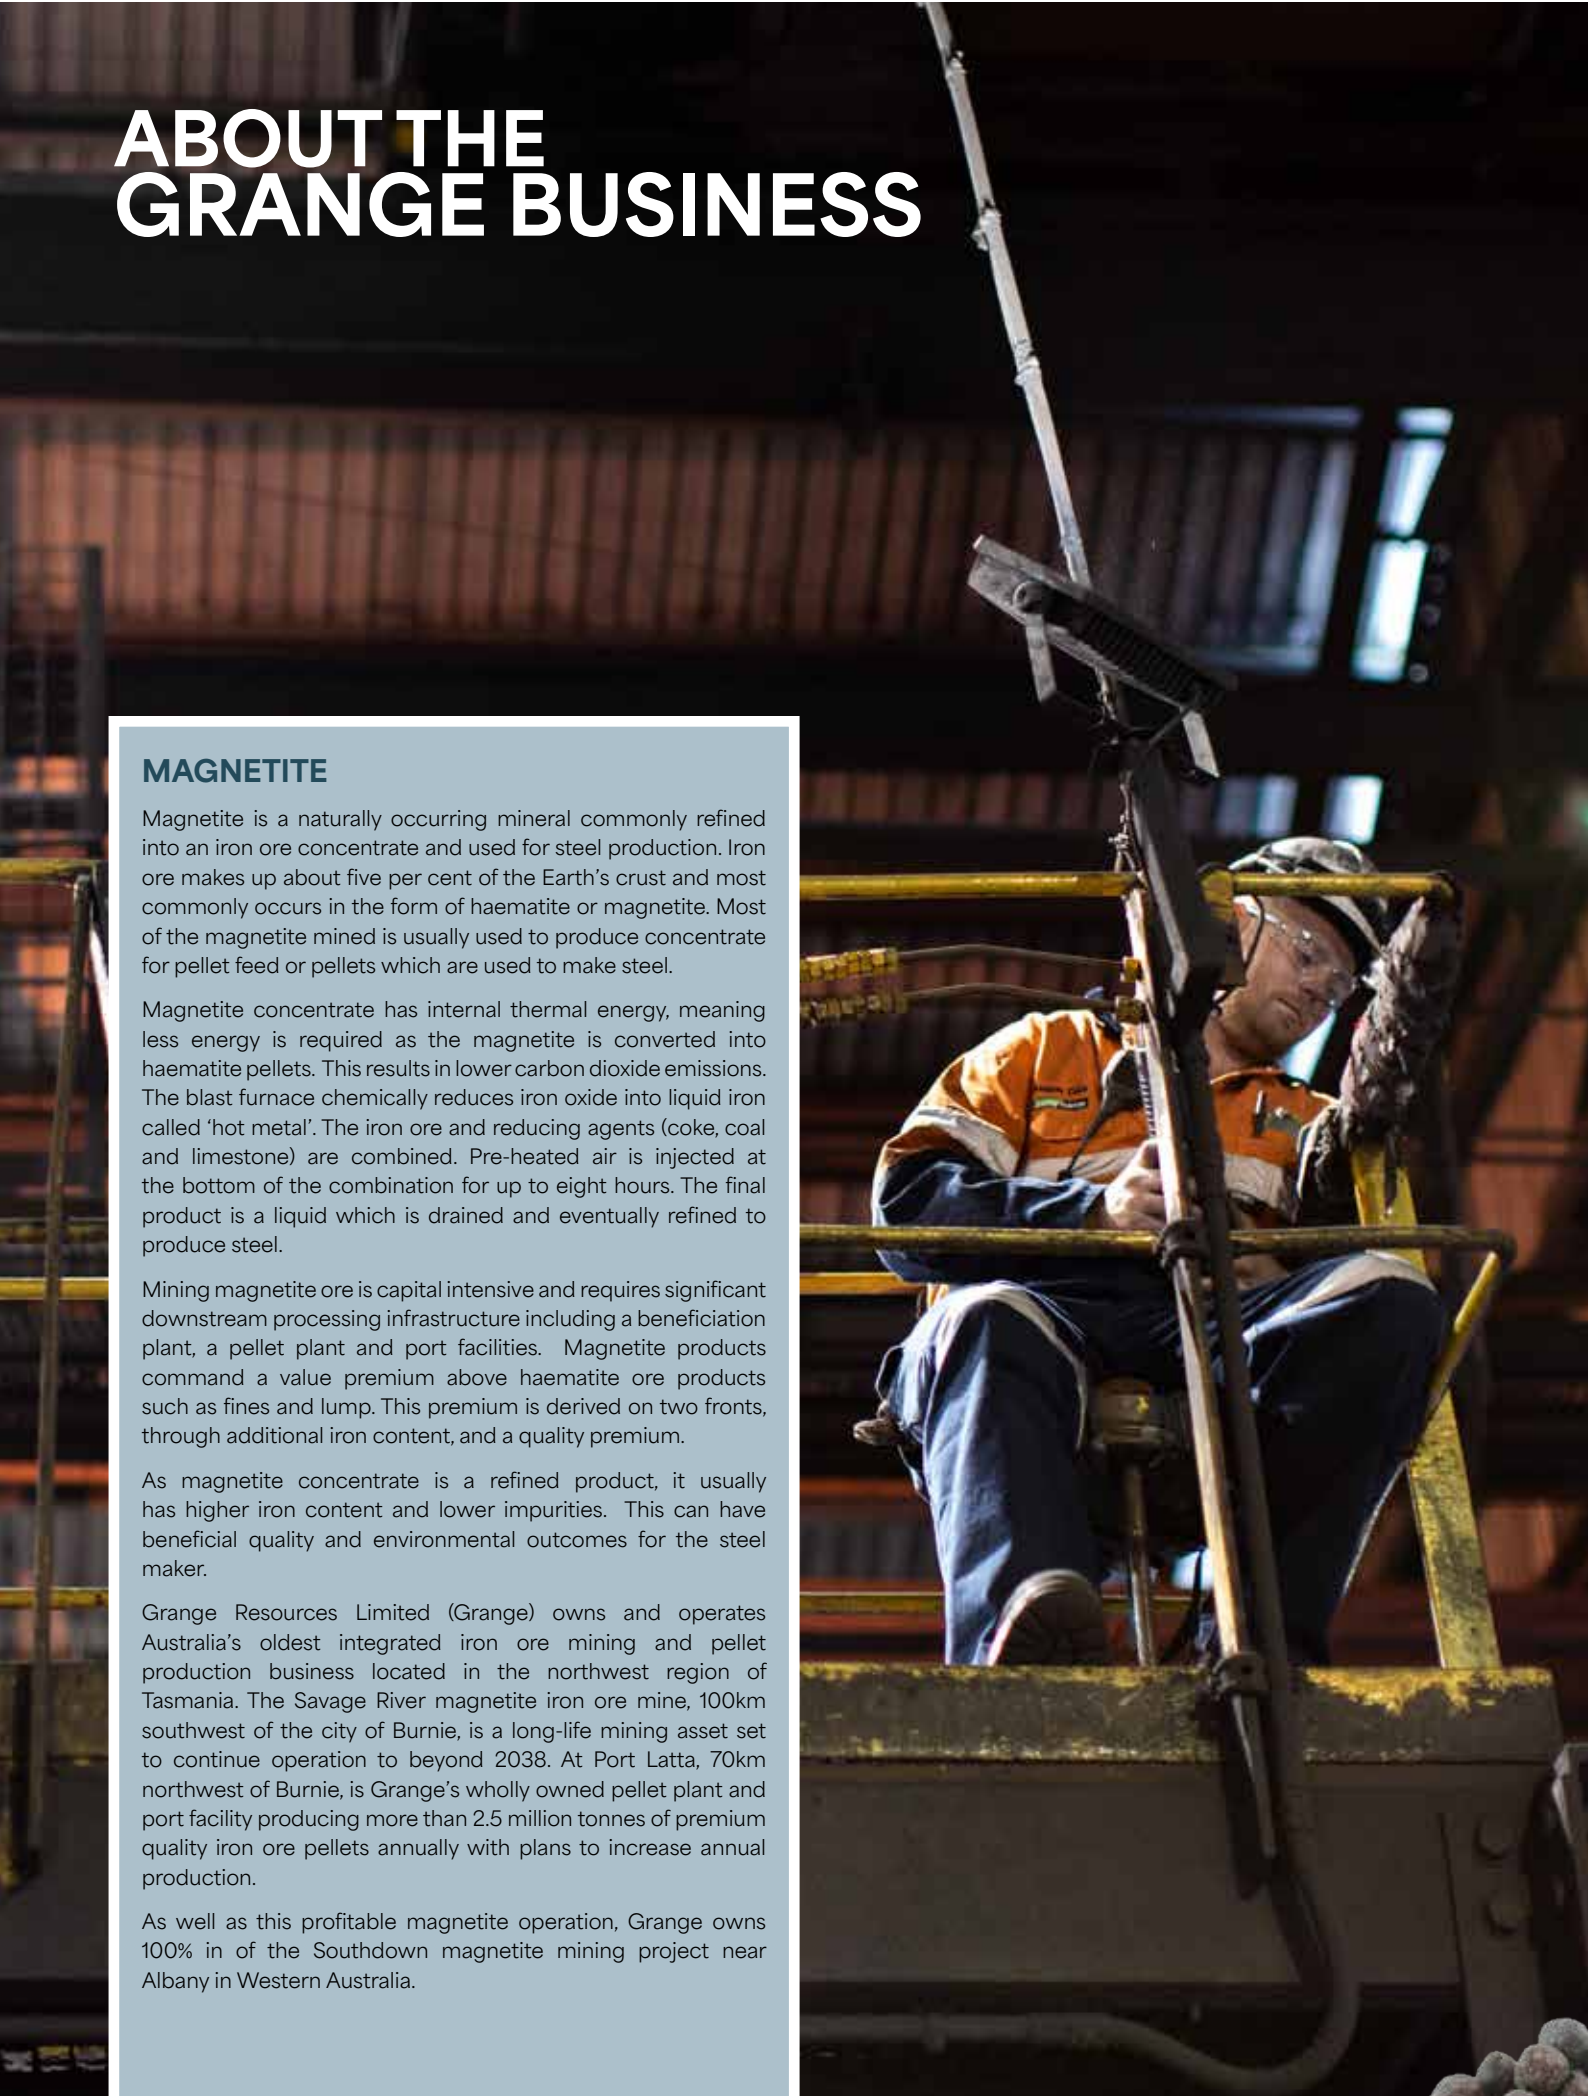 ABOUT THE
GRANGE BUSINESS
MAGNETITE
Magnetite is a naturally occurring mineral commonly refined
into an iron ore concentrate and used for steel production. Iron
ore makes up about five per cent of the Earth's crust and most
commonly occurs in the form of haematite or magnetite. Most
of the magnetite mined is usually used to produce concentrate
for pellet feed or pellets which are used to make steel.
Magnetite concentrate has internal thermal energy, meaning
less energy is required as the magnetite is converted into
haematite pellets. This results in lower carbon dioxide emissions.
The blast furnace chemically reduces iron oxide into liquid iron
called ‘hot metal’. The iron ore and reducing agents (coke, coal
and limestone) are combined. Pre-heated air is injected at
the bottom of the combination for up to eight hours. The final
product is a liquid which is drained and eventually refined to
produce steel.
Mining magnetite ore is capital intensive and requires significant
downstream processing infrastructure including a beneficiation
plant, a pellet plant and port facilities. Magnetite products
command a value premium above haematite ore products
such as fines and lump. This premium is derived on two fronts,
through additional iron content, and a quality premium.
As magnetite concentrate is a refined product, it usually
has higher iron content and lower impurities. This can have
beneficial quality and environmental outcomes for the steel
maker.
Grange Resources Limited (Grange) owns and operates
Australia's oldest integrated iron ore mining and pellet
production business located in the northwest region of
Tasmania. The Savage River magnetite iron ore mine, 100km
southwest of the city of Burnie, is a long-life mining asset set
to continue operation to beyond 2038. At Port Latta, 70km
northwest of Burnie, is Grange's wholly owned pellet plant and
port facility producing more than 2.5 million tonnes of premium
quality iron ore pellets annually with plans to increase annual
production.
As well as this profitable magnetite operation, Grange owns
100% in of the Southdown magnetite mining project near
Albany in Western Australia.